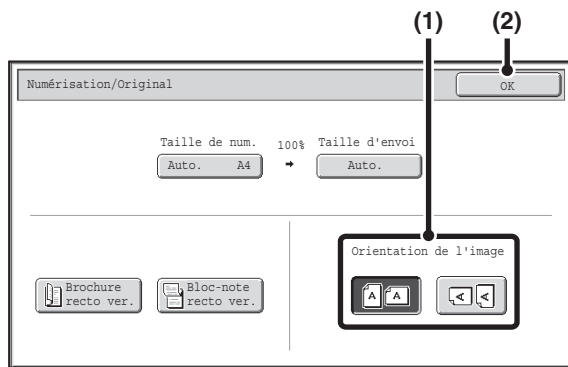 (1) (2)
Numérisation/Original OK
Taille de num. 100% Taille d'envoi
Auto. A4 Auto.
Orientation de l'image
Brochure
recto ver.
Bloc-note
recto ver.
A A A A